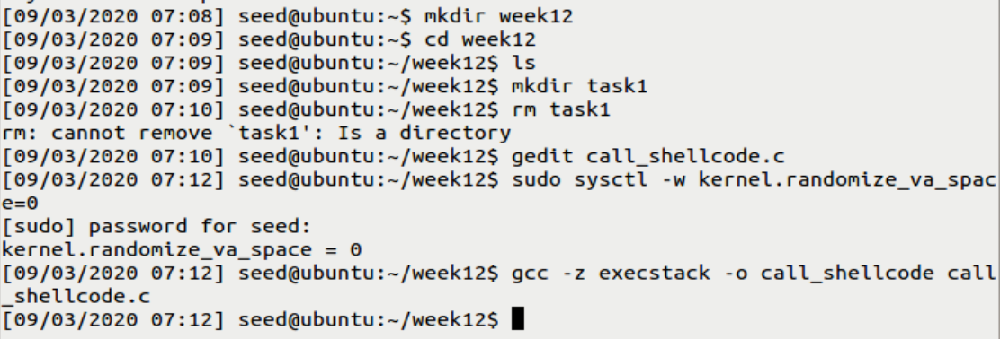 [09/03/2020 07:08] seed@ubuntu:~$ mkdir week12
[09/03/2020 07:09] seed@ubuntu:~$ cd week12
[09/03/2020 07:09] seed@ubuntu:~/week12$ ls
[09/03/2020 07:09] seed@ubuntu:~/week12$ mkdir task1
[09/03/2020 07:10] seed@ubuntu:~/week12$ rm task1
rm: cannot remove `task1': Is a directory
[09/03/2020 07:10] seed@ubuntu:~/week12$ gedit call_shellcode.c
[09/03/2020 07:12] seed@ubuntu:~/week12$ sudo sysctl -w kernel.randomize_va_spac
e=0
[sudo] password for seed:
kernel.randomize_va_space = 0
[09/03/2020 07:12] seed@ubuntu:~/week12$ gcc -z execstack -o call_shellcode call
_shellcode.c
[09/03/2020 07:12] seed@ubuntu:~/week12$